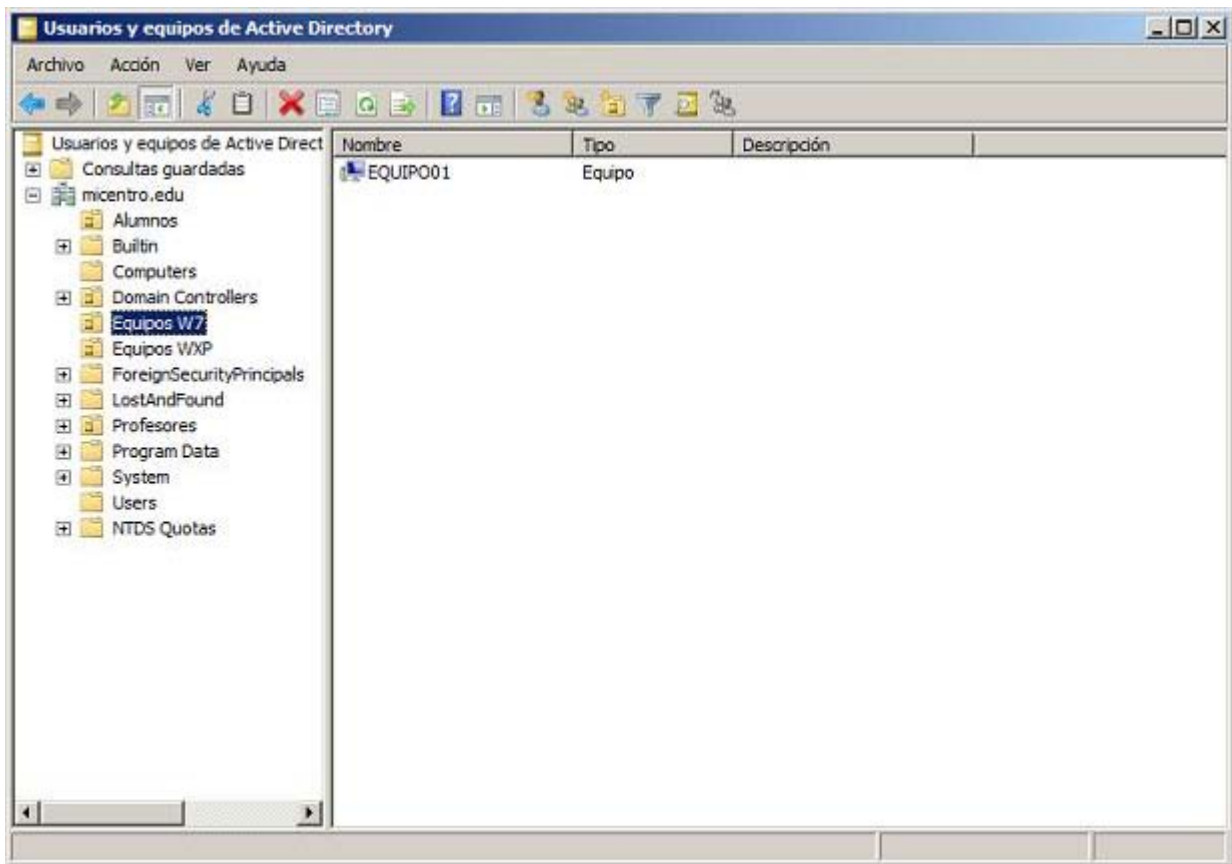 Usuarios y equipos de Active Directory
Archivo Acción Ver Ayuda
Usuarios y equipos de Active Direct
Consultas guardadas
micentro.edu
Alumnos
Builtin
Computers
Domain Controllers
Equipos W7
Equipos WXP
ForeignSecurityPrincipals
LostAndFound
Profesores
Program Data
System
Users
NTDS Quotas
Nombre Tipo Descripción
EQUIPO01 Equipo